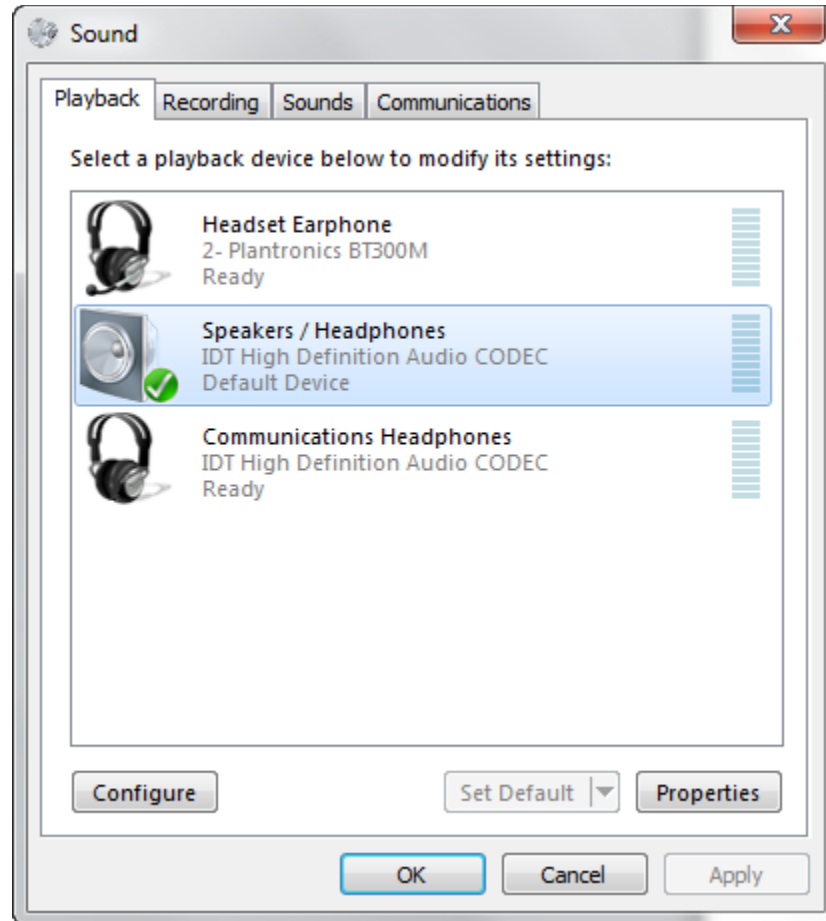 Sound
Playback Recording Sounds Communications
Select a playback device below to modify its settings:
Headset Earphone
2- Plantronics BT300M
Ready
Speakers / Headphones
IDT High Definition Audio CODEC
Default Device
Communications Headphones
IDT High Definition Audio CODEC
Ready
Configure Set Default Properties
OK Cancel Apply